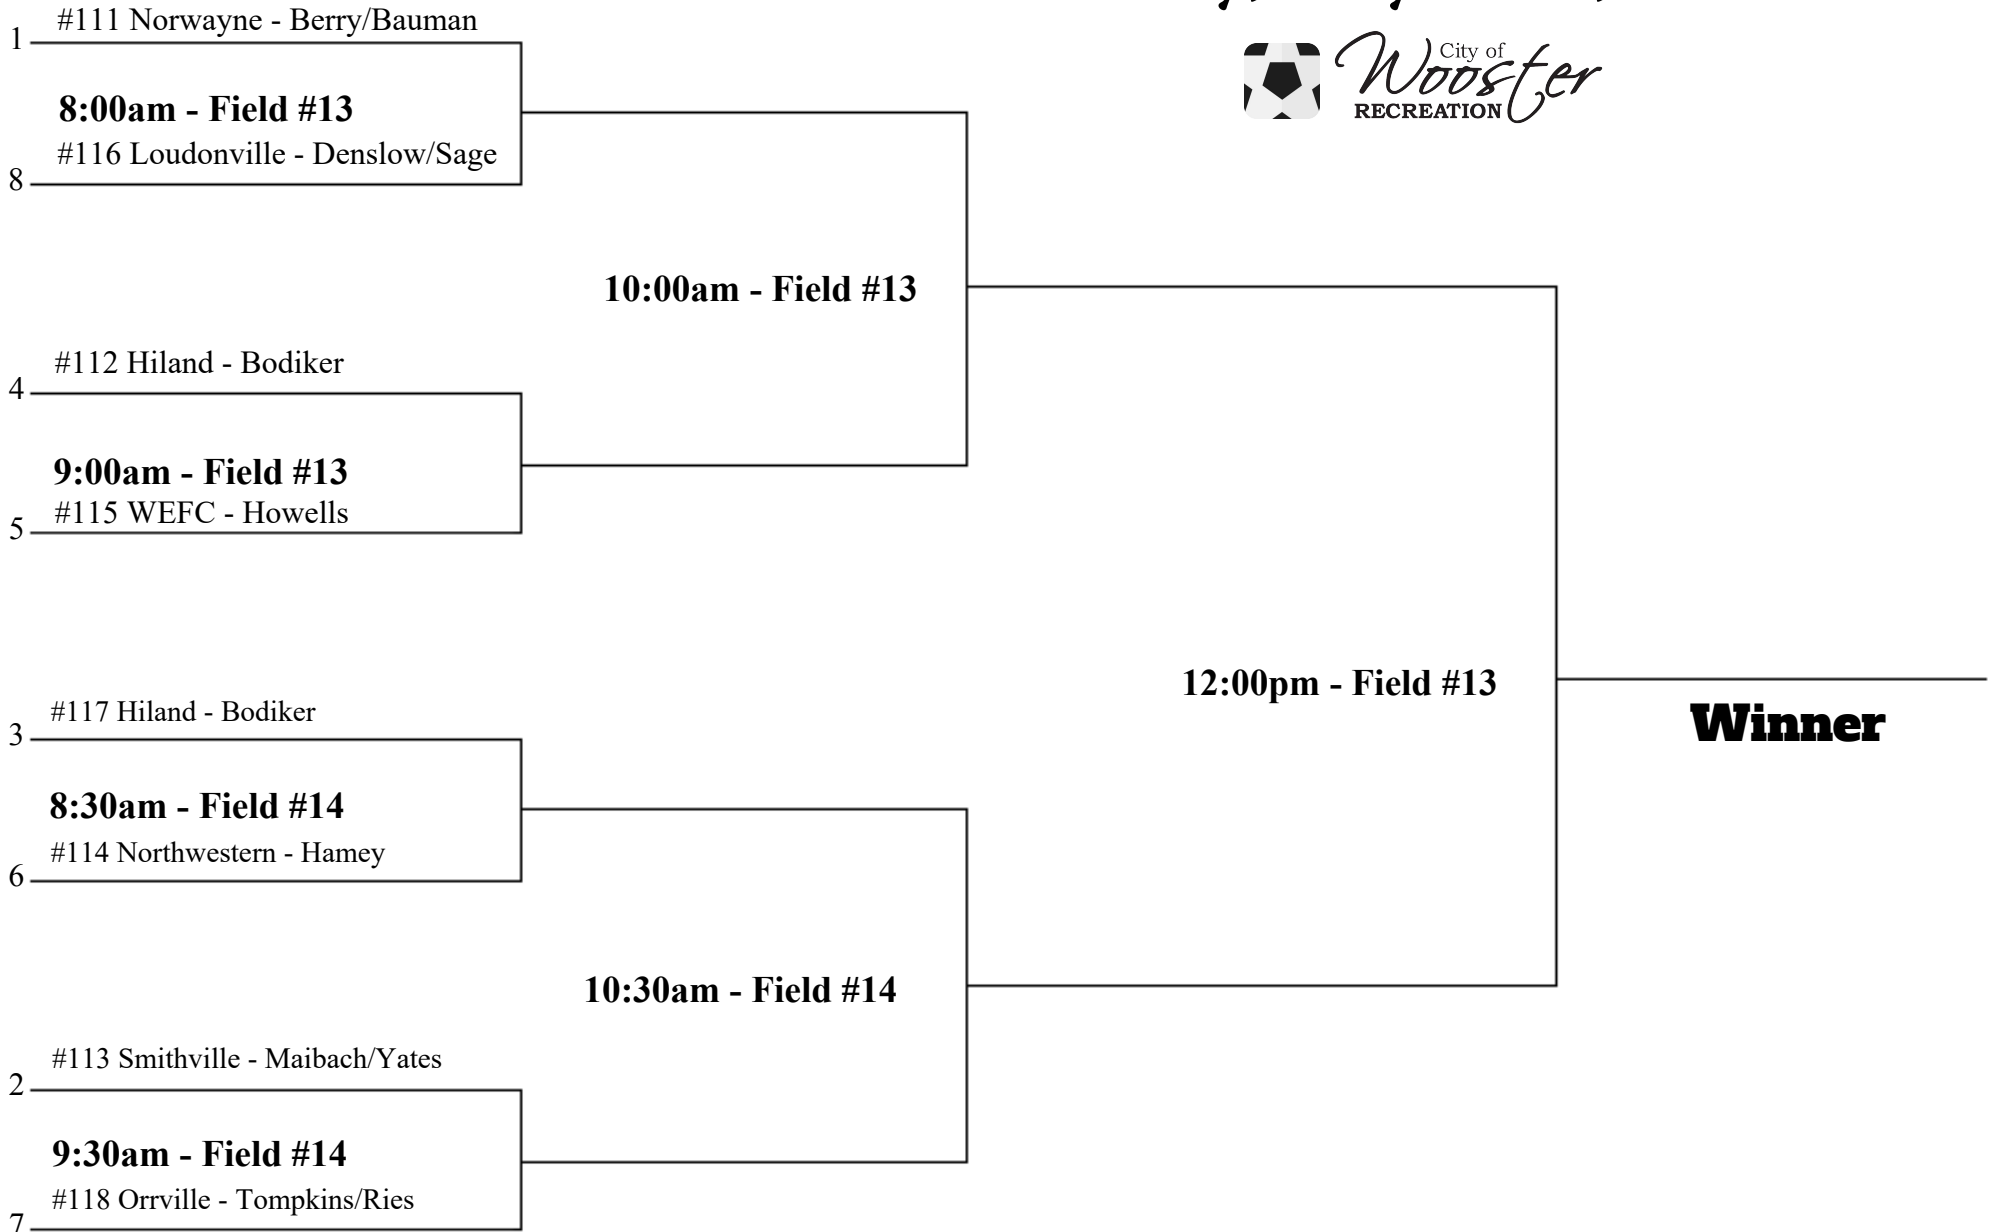 #111 Norwayne - Berry/Bauman
1
8:00am - Field #13
#116 Loudonville - Denslow/Sage
8
City of
Wooster
RECREATION
10:00am - Field #13
#112 Hiland - Bodiker
4
9:00am - Field #13
#115 WEFC - Howells
5
12:00pm - Field #13
Winner
#117 Hiland - Bodiker
3
8:30am - Field #14
#114 Northwestern - Hamey
6
10:30am - Field #14
#113 Smithville - Maibach/Yates
2
9:30am - Field #14
#118 Orrville - Tompkins/Ries
7